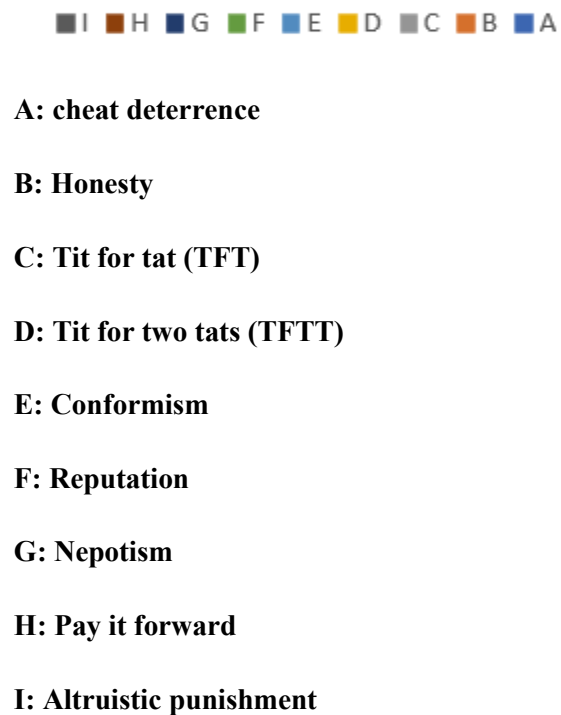 I H G F E D C B A
A: cheat deterrence
B: Honesty
C: Tit for tat (TFT)
D: Tit for two tats (TFTT)
E: Conformism
F: Reputation
G: Nepotism
H: Pay it forward
I: Altruistic punishment